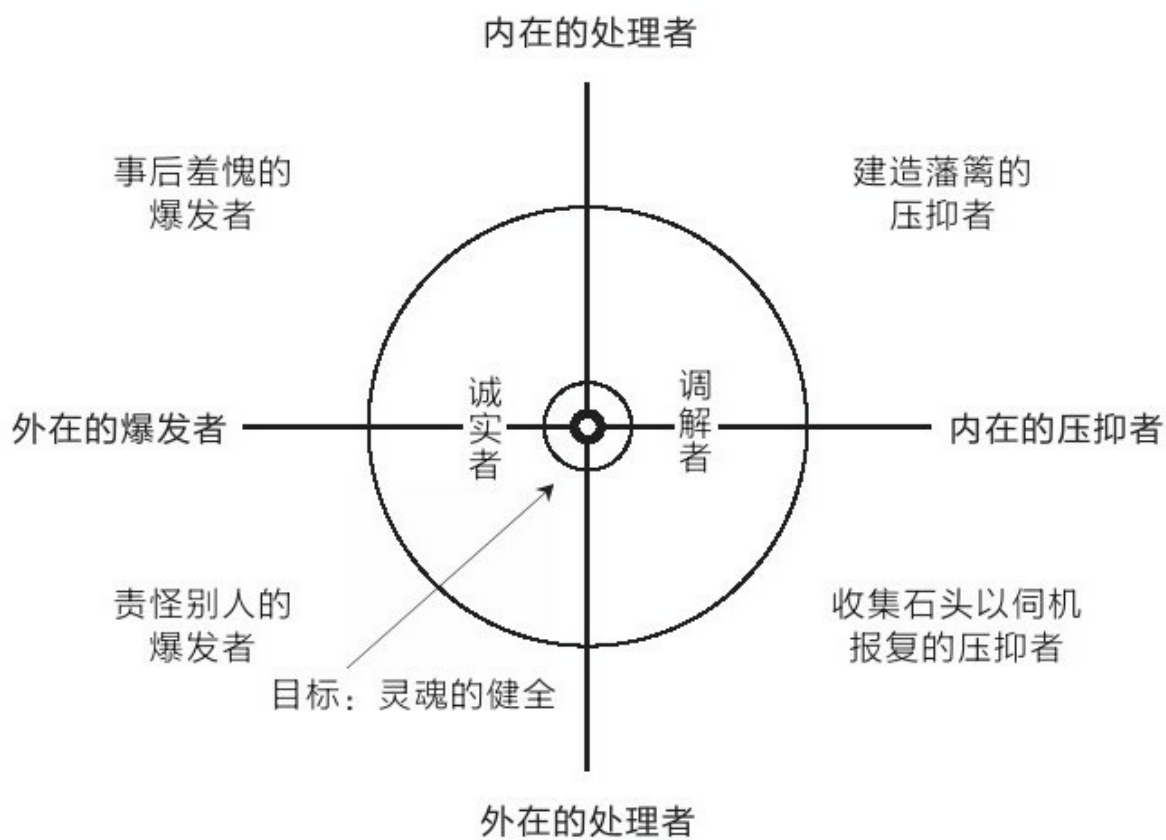 内在的处理者
事后羞愧的
爆发者
建造藩篱的
压抑者
外在的爆发者
诚实者
调解者
内在的压抑者
责怪别人的
爆发者
收集石头以伺机
报复的压抑者
目标：灵魂的健全
外在的处理者